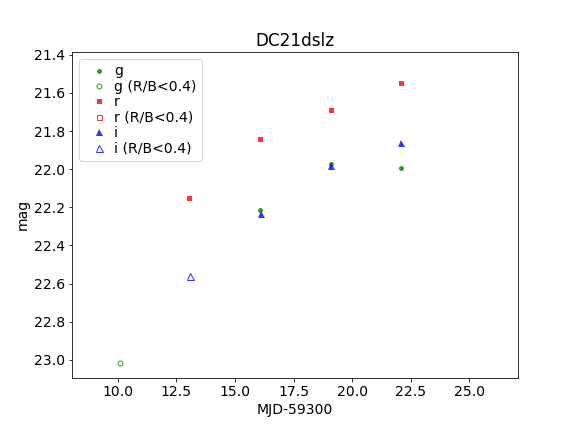 DC21dslz
21.4
21.6
21.8
22.0
22.2
22.4
22.6
22.8
23.0
mag
g
g (R/B<0.4)
r
r (R/B<0.4)
i
i (R/B<0.4)
10.0 12.5 15.0 17.5 20.0 22.5 25.0
MJD-59300